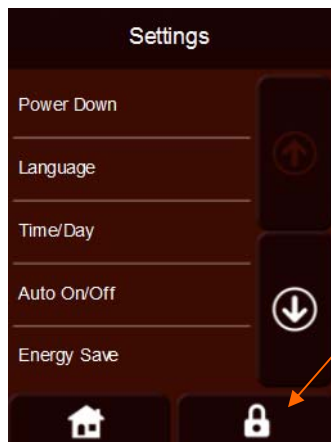 Settings
Power Down
Language
Time/Day
Auto On/Off
Energy Save